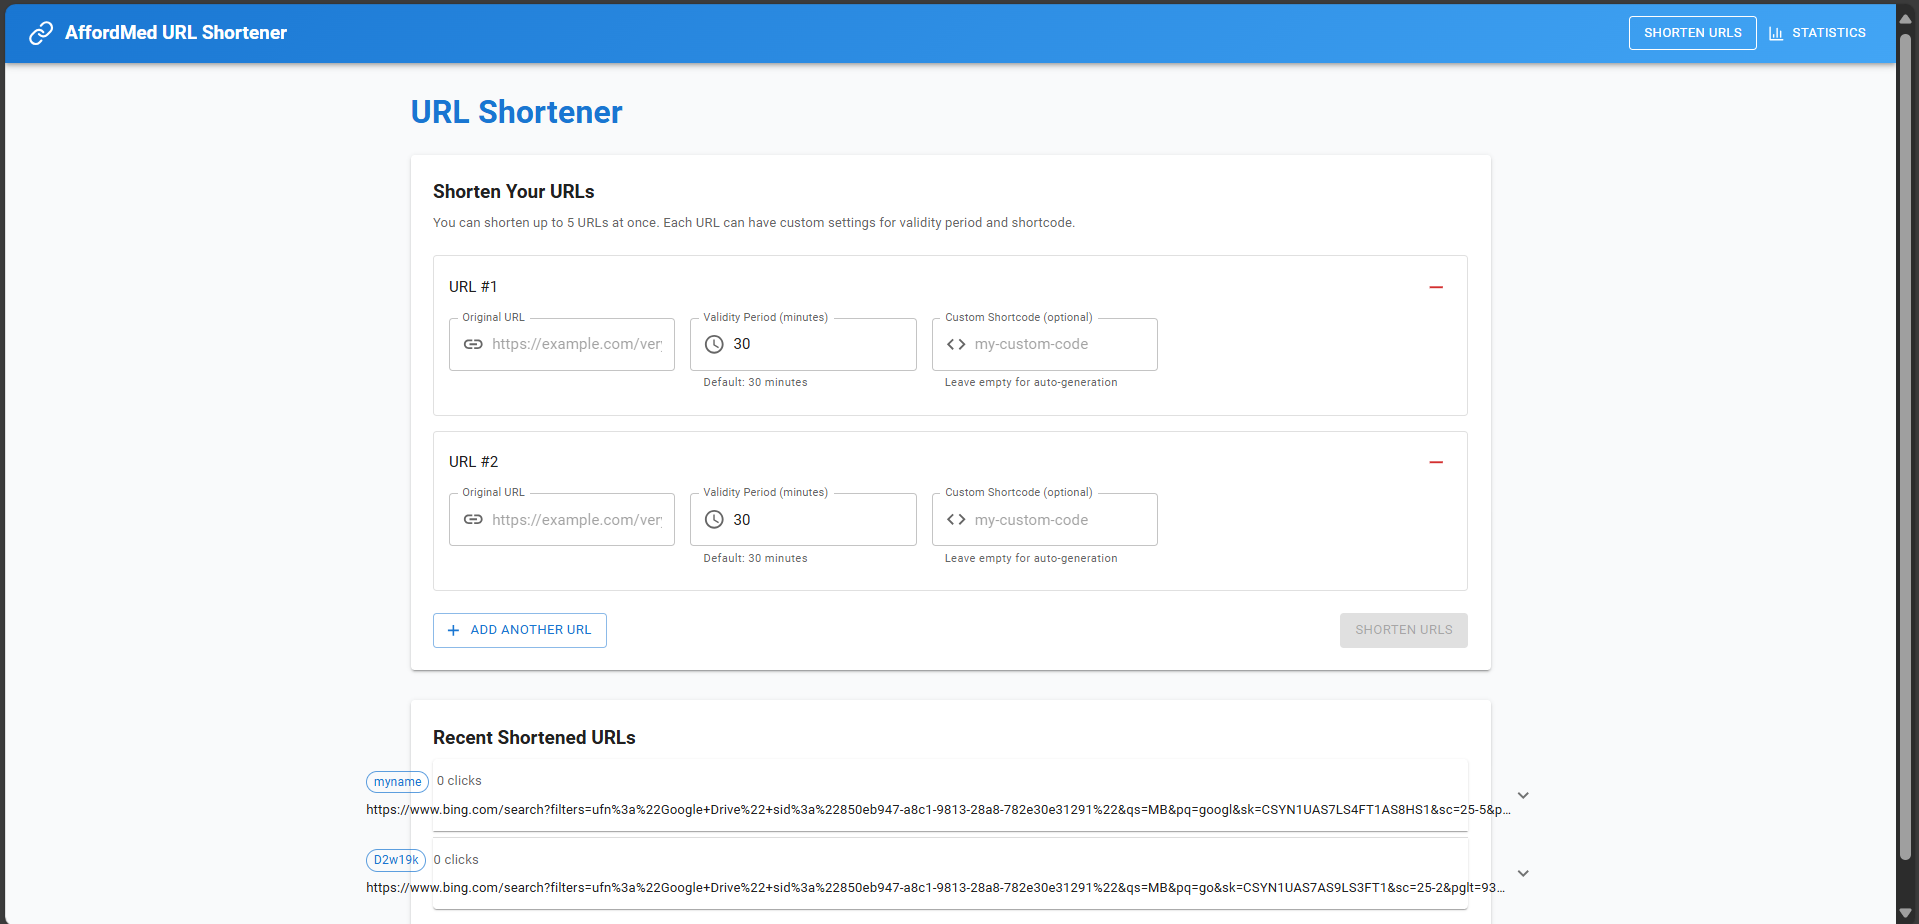 AffordMed URL Shortener
SHORTEN URLS
STATISTICS
URL Shortener
Shorten Your URLs
You can shorten up to 5 URLs at once. Each URL can have custom settings for validity period and shortcode.
URL #1
Original URL
Validity Period (minutes)
Custom Shortcode (optional)
https://example.com/very
30
my-custom-code
Default: 30 minutes
Leave empty for auto-generation
URL #2
Original URL
Validity Period (minutes)
Custom Shortcode (optional)
https://example.com/very
30
my-custom-code
Default: 30 minutes
Leave empty for auto-generation
ADD ANOTHER URL
SHORTEN URLS
Recent Shortened URLs
myname 0 clicks
https://www.bing.com/search?filters=ufn%3a%22Google+Drive%22+sid%3a%22850eb947-a8c1-9813-28a8-782e30e31291%22&qs=MB&pq=googl&sk=CSYN1UAS7LS4FT1AS8HS1&sc=25-5&p...
D2w19k 0 clicks
https://www.bing.com/search?filters=ufn%3a%22Google+Drive%22+sid%3a%22850eb947-a8c1-9813-28a8-782e30e31291%22&qs=MB&pq=go&sk=CSYN1UAS7AS9LS3FT1&sc=25-2&pglt=93...